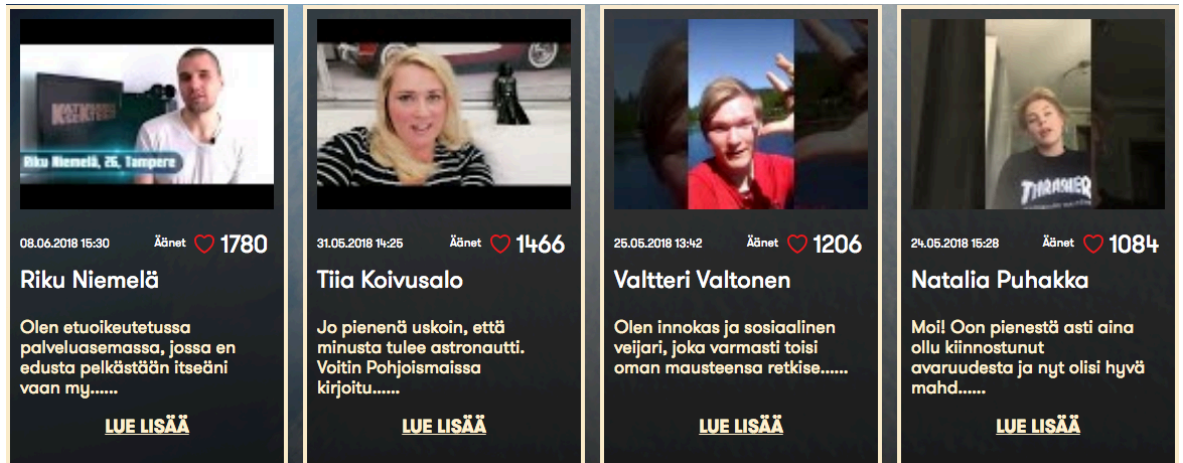 Riku Niemelä, 26, Tampere
08.06.2018 15:30 Äänet 1780
Riku Niemelä
Olen etuoikeutetussa
palveluasemassa, jossa en
edusta pelkästään itseäni
vaan my......
LUE LISÄÄ
31.05.2018 14:25 Äänet 1466
Tiia Koivusalo
Jo pienenä uskoin, että
minusta tulee astronautti.
Voitin Pohjoismaissa
kirjoitu......
LUE LISÄÄ
THRASHER
25.05.2018 13:42 Äänet 1206
Valtteri Valtonen
Olen innokas ja sosiaalinen
veijari, joka varmasti toisi
oman mausteensa retkise......
LUE LISÄÄ
24.05.2018 15:28 Äänet 1084
Natalia Puhakka
Moi! Oon pienestä asti aina
ollu kiinnostunut
avaruudesta ja nyt olisi hyvä
mahd......
LUE LISÄÄ